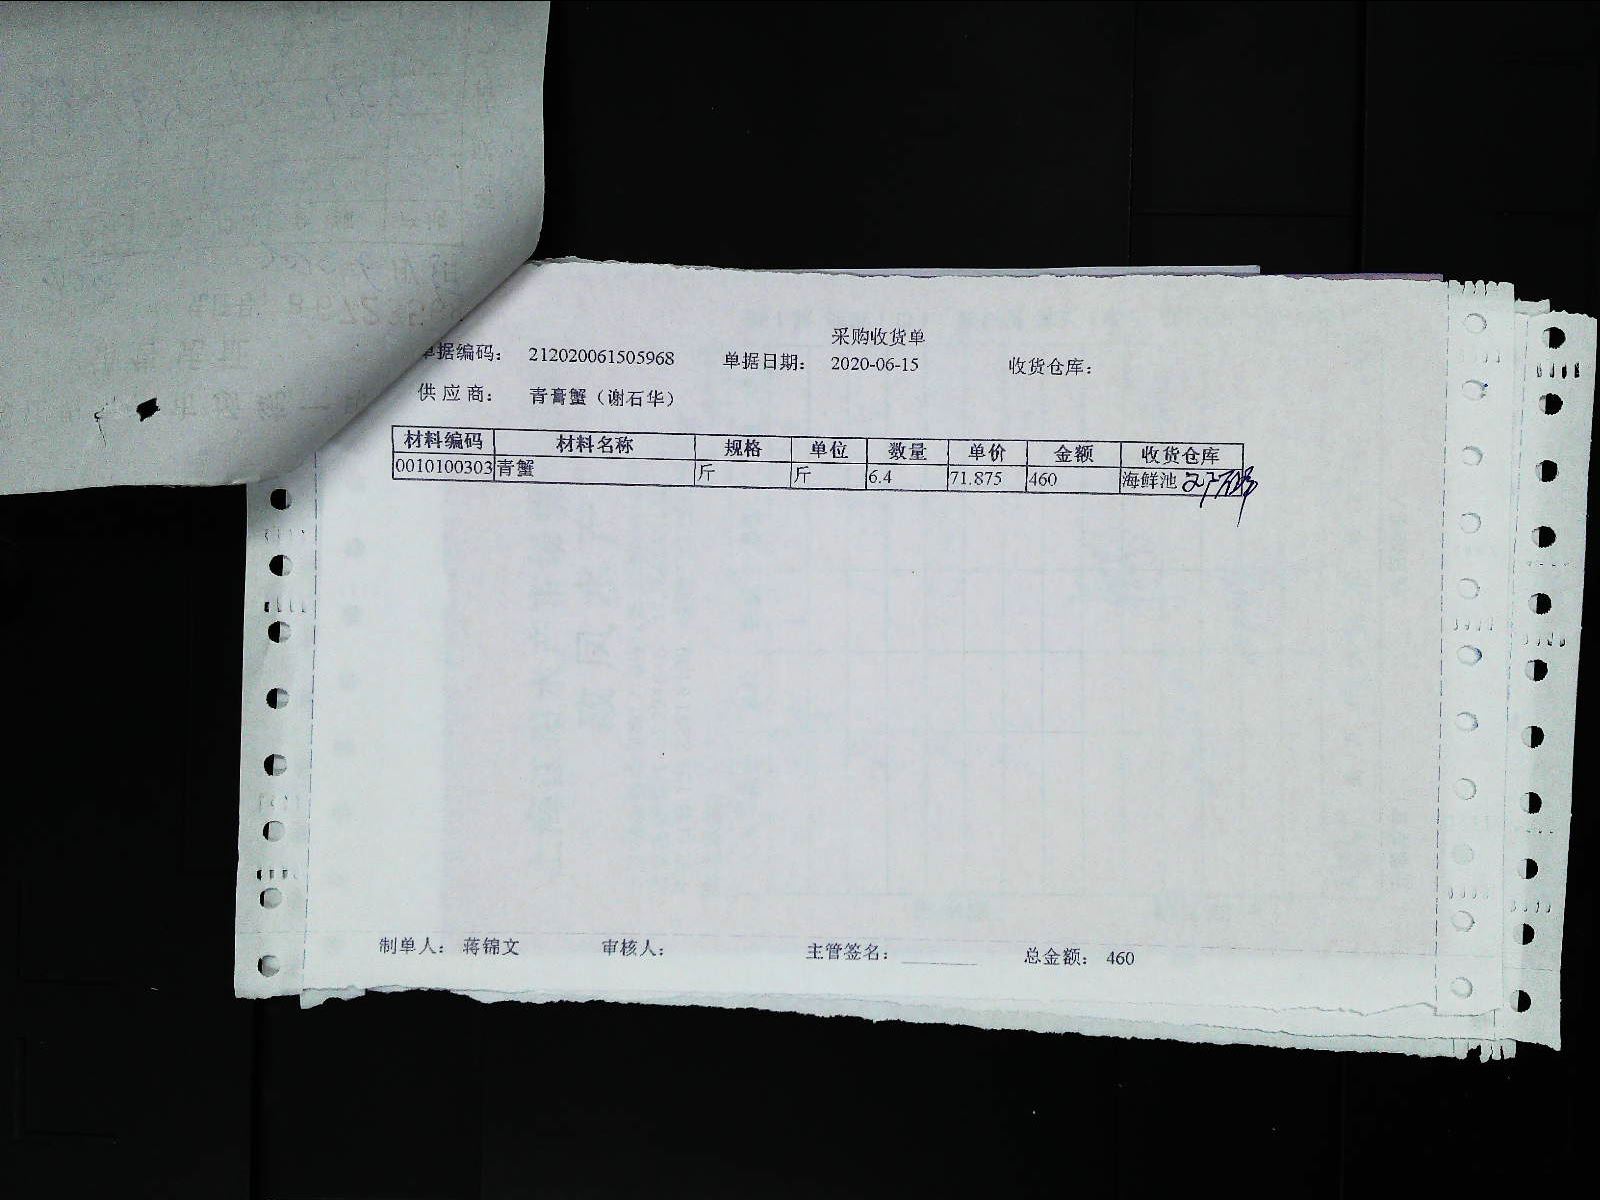 采购收货单
单据编码： 212020061505968 单据日期： 2020-06-15 收货仓库：
供应商： 青膏蟹（谢石华）
材料编码 材料名称 规格 单位 数量 单价 金额 收货仓库
0010100303 青蟹 斤 斤 6.4 71.875 460 海鲜池
制单人： 蒋锦文 审核人： 主管签名： 总金额： 460